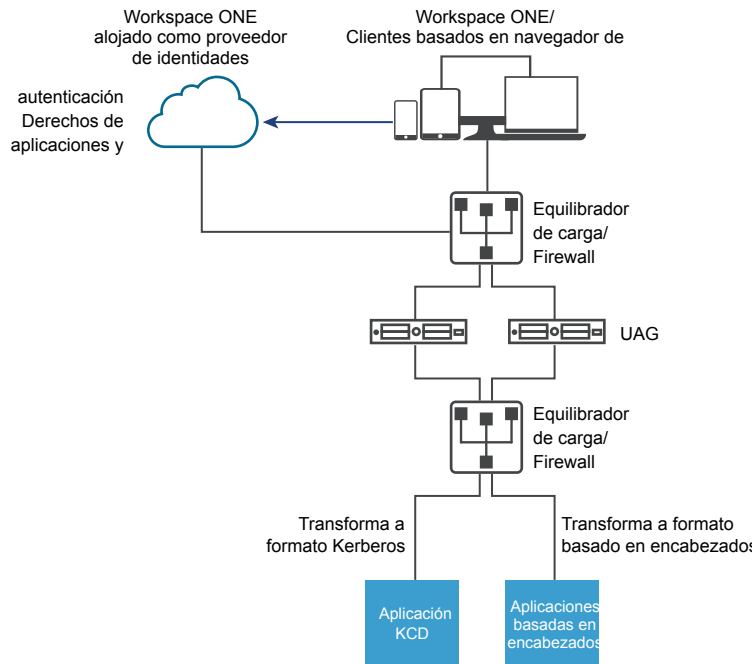 Workspace ONE
alojado como proveedor
de identidades
Workspace ONE/
Clientes basados en navegador de
autenticación
Derechos de
aplicaciones y
Equilibrador
de carga/
Firewall
UAG
Equilibrador
de carga/
Firewall
Transforma a
formato Kerberos
Transforma a formato
basado en encabezados
Aplicación
KCD
Aplicaciones
basadas en
encabezados